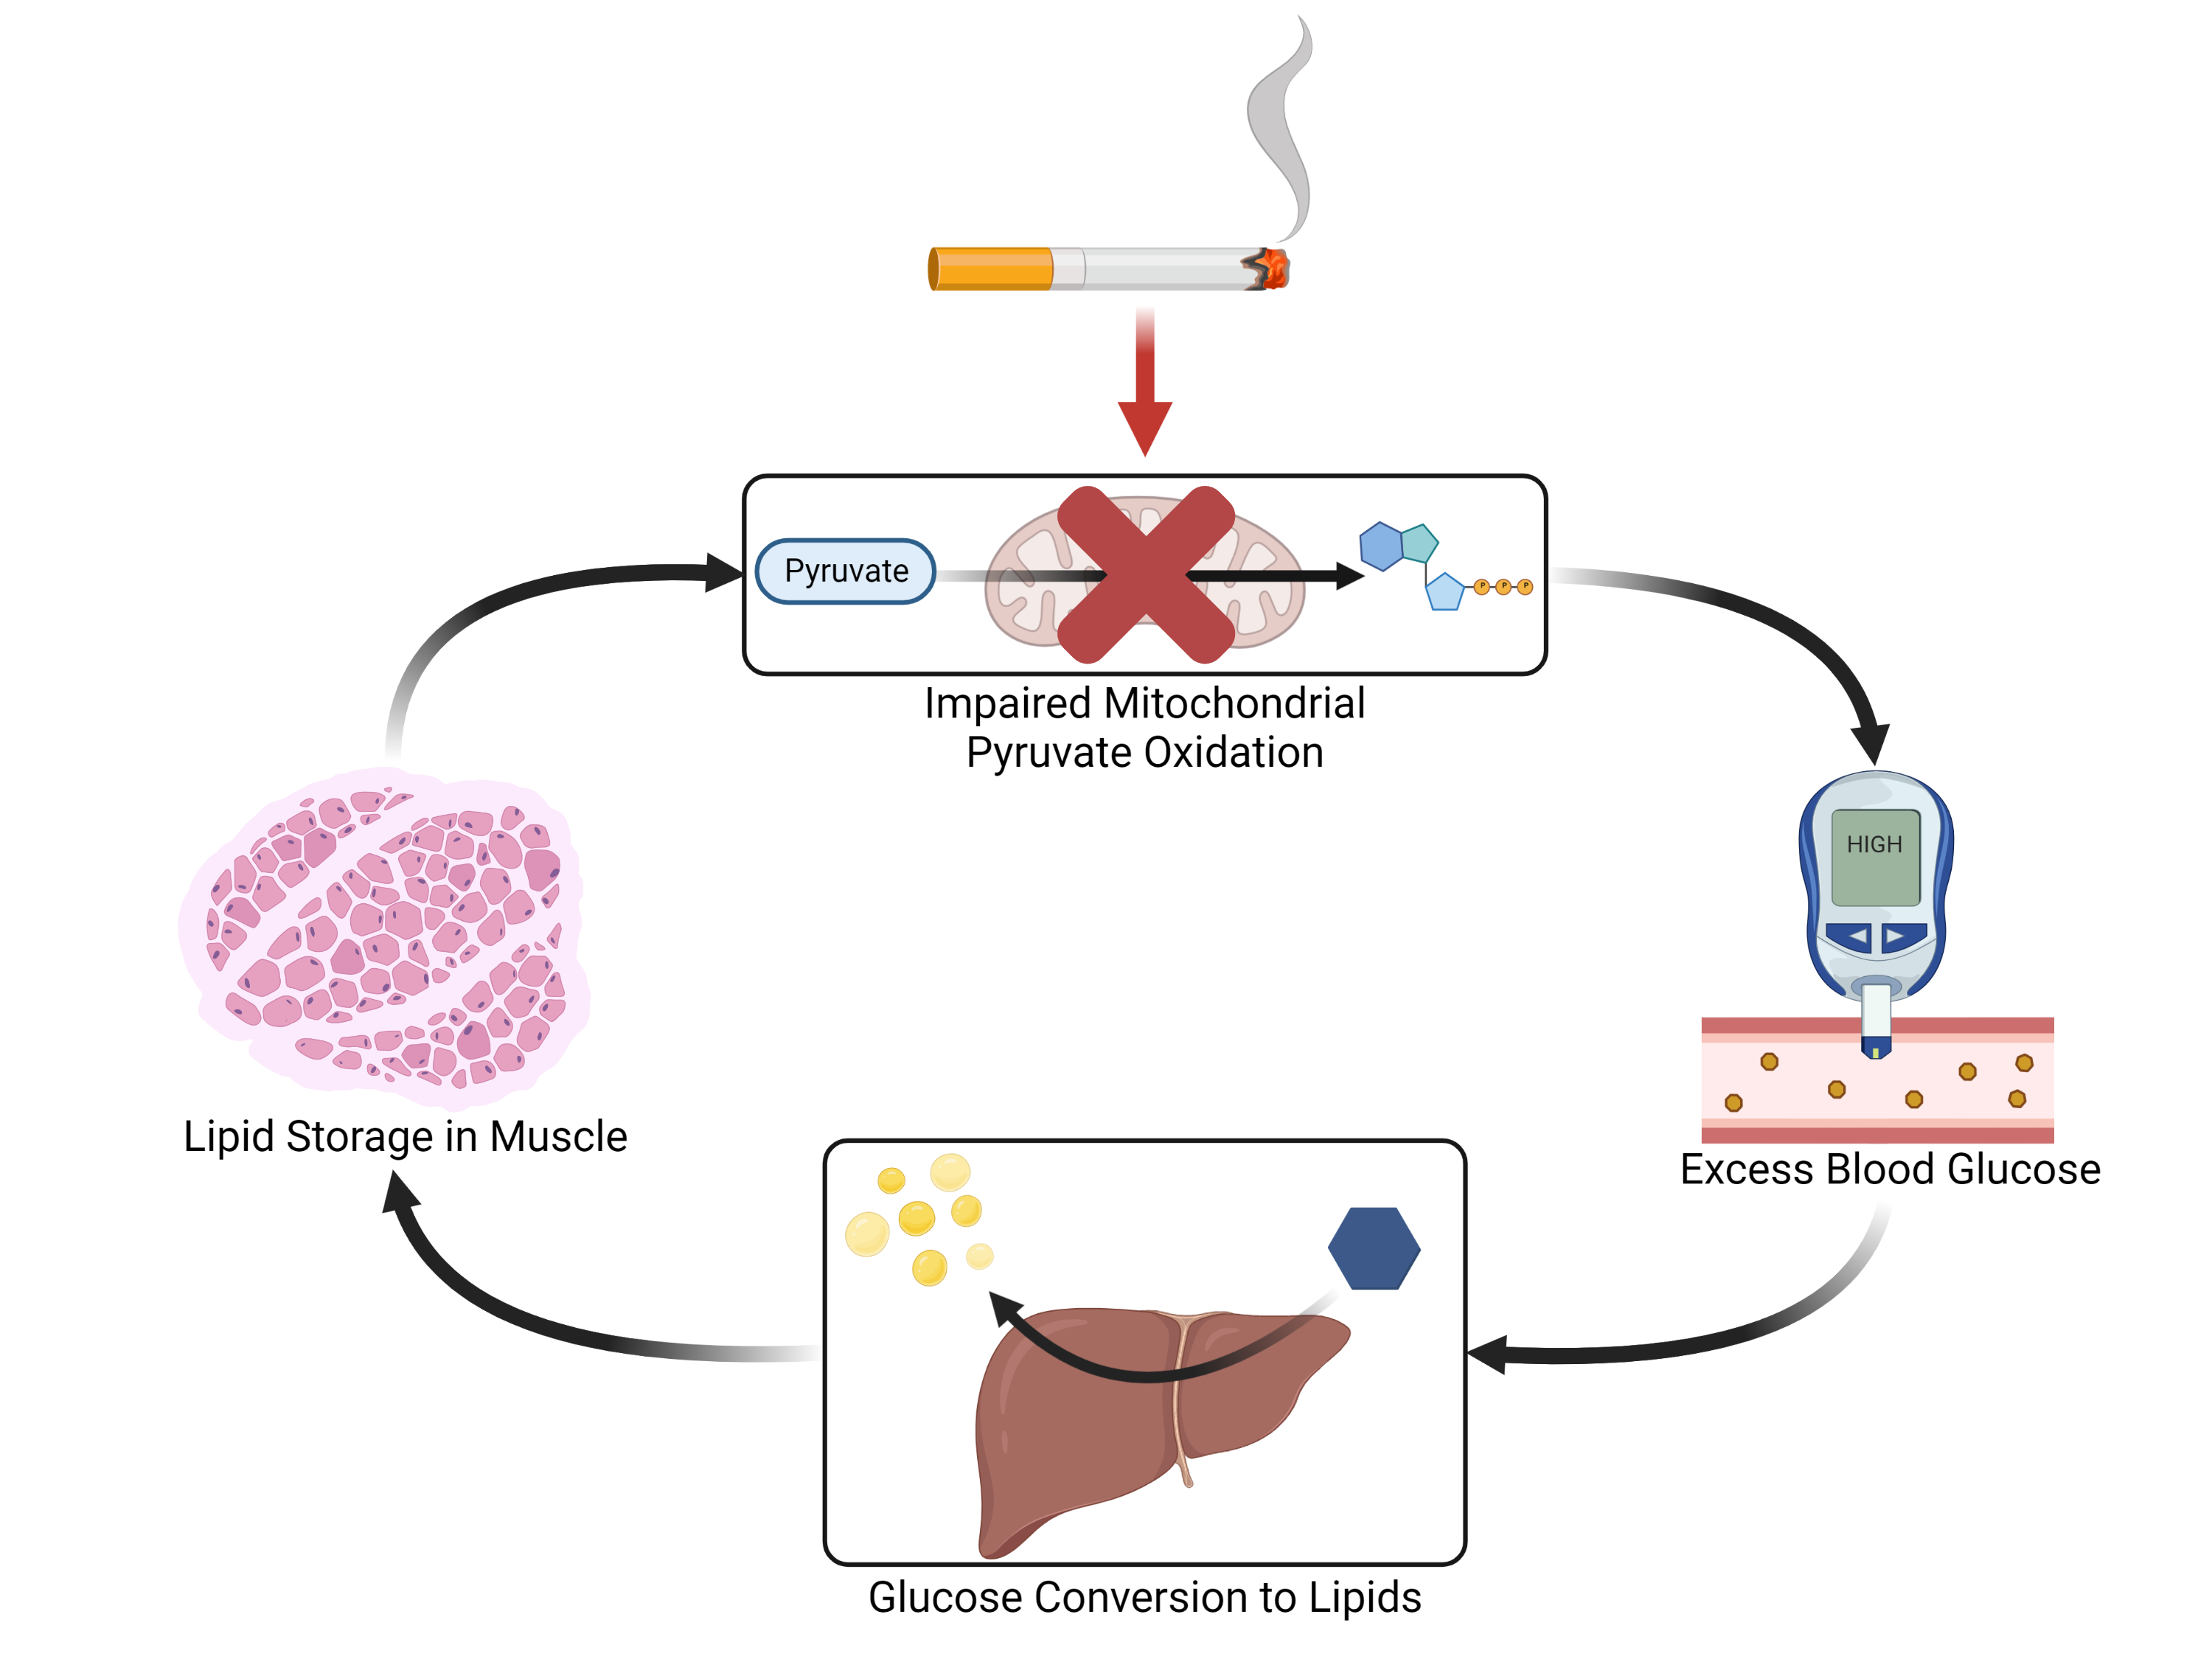 Pyruvate
P P P
Impaired Mitochondrial
Pyruvate Oxidation
HIGH
Lipid Storage in Muscle
Excess Blood Glucose
Glucose Conversion to Lipids